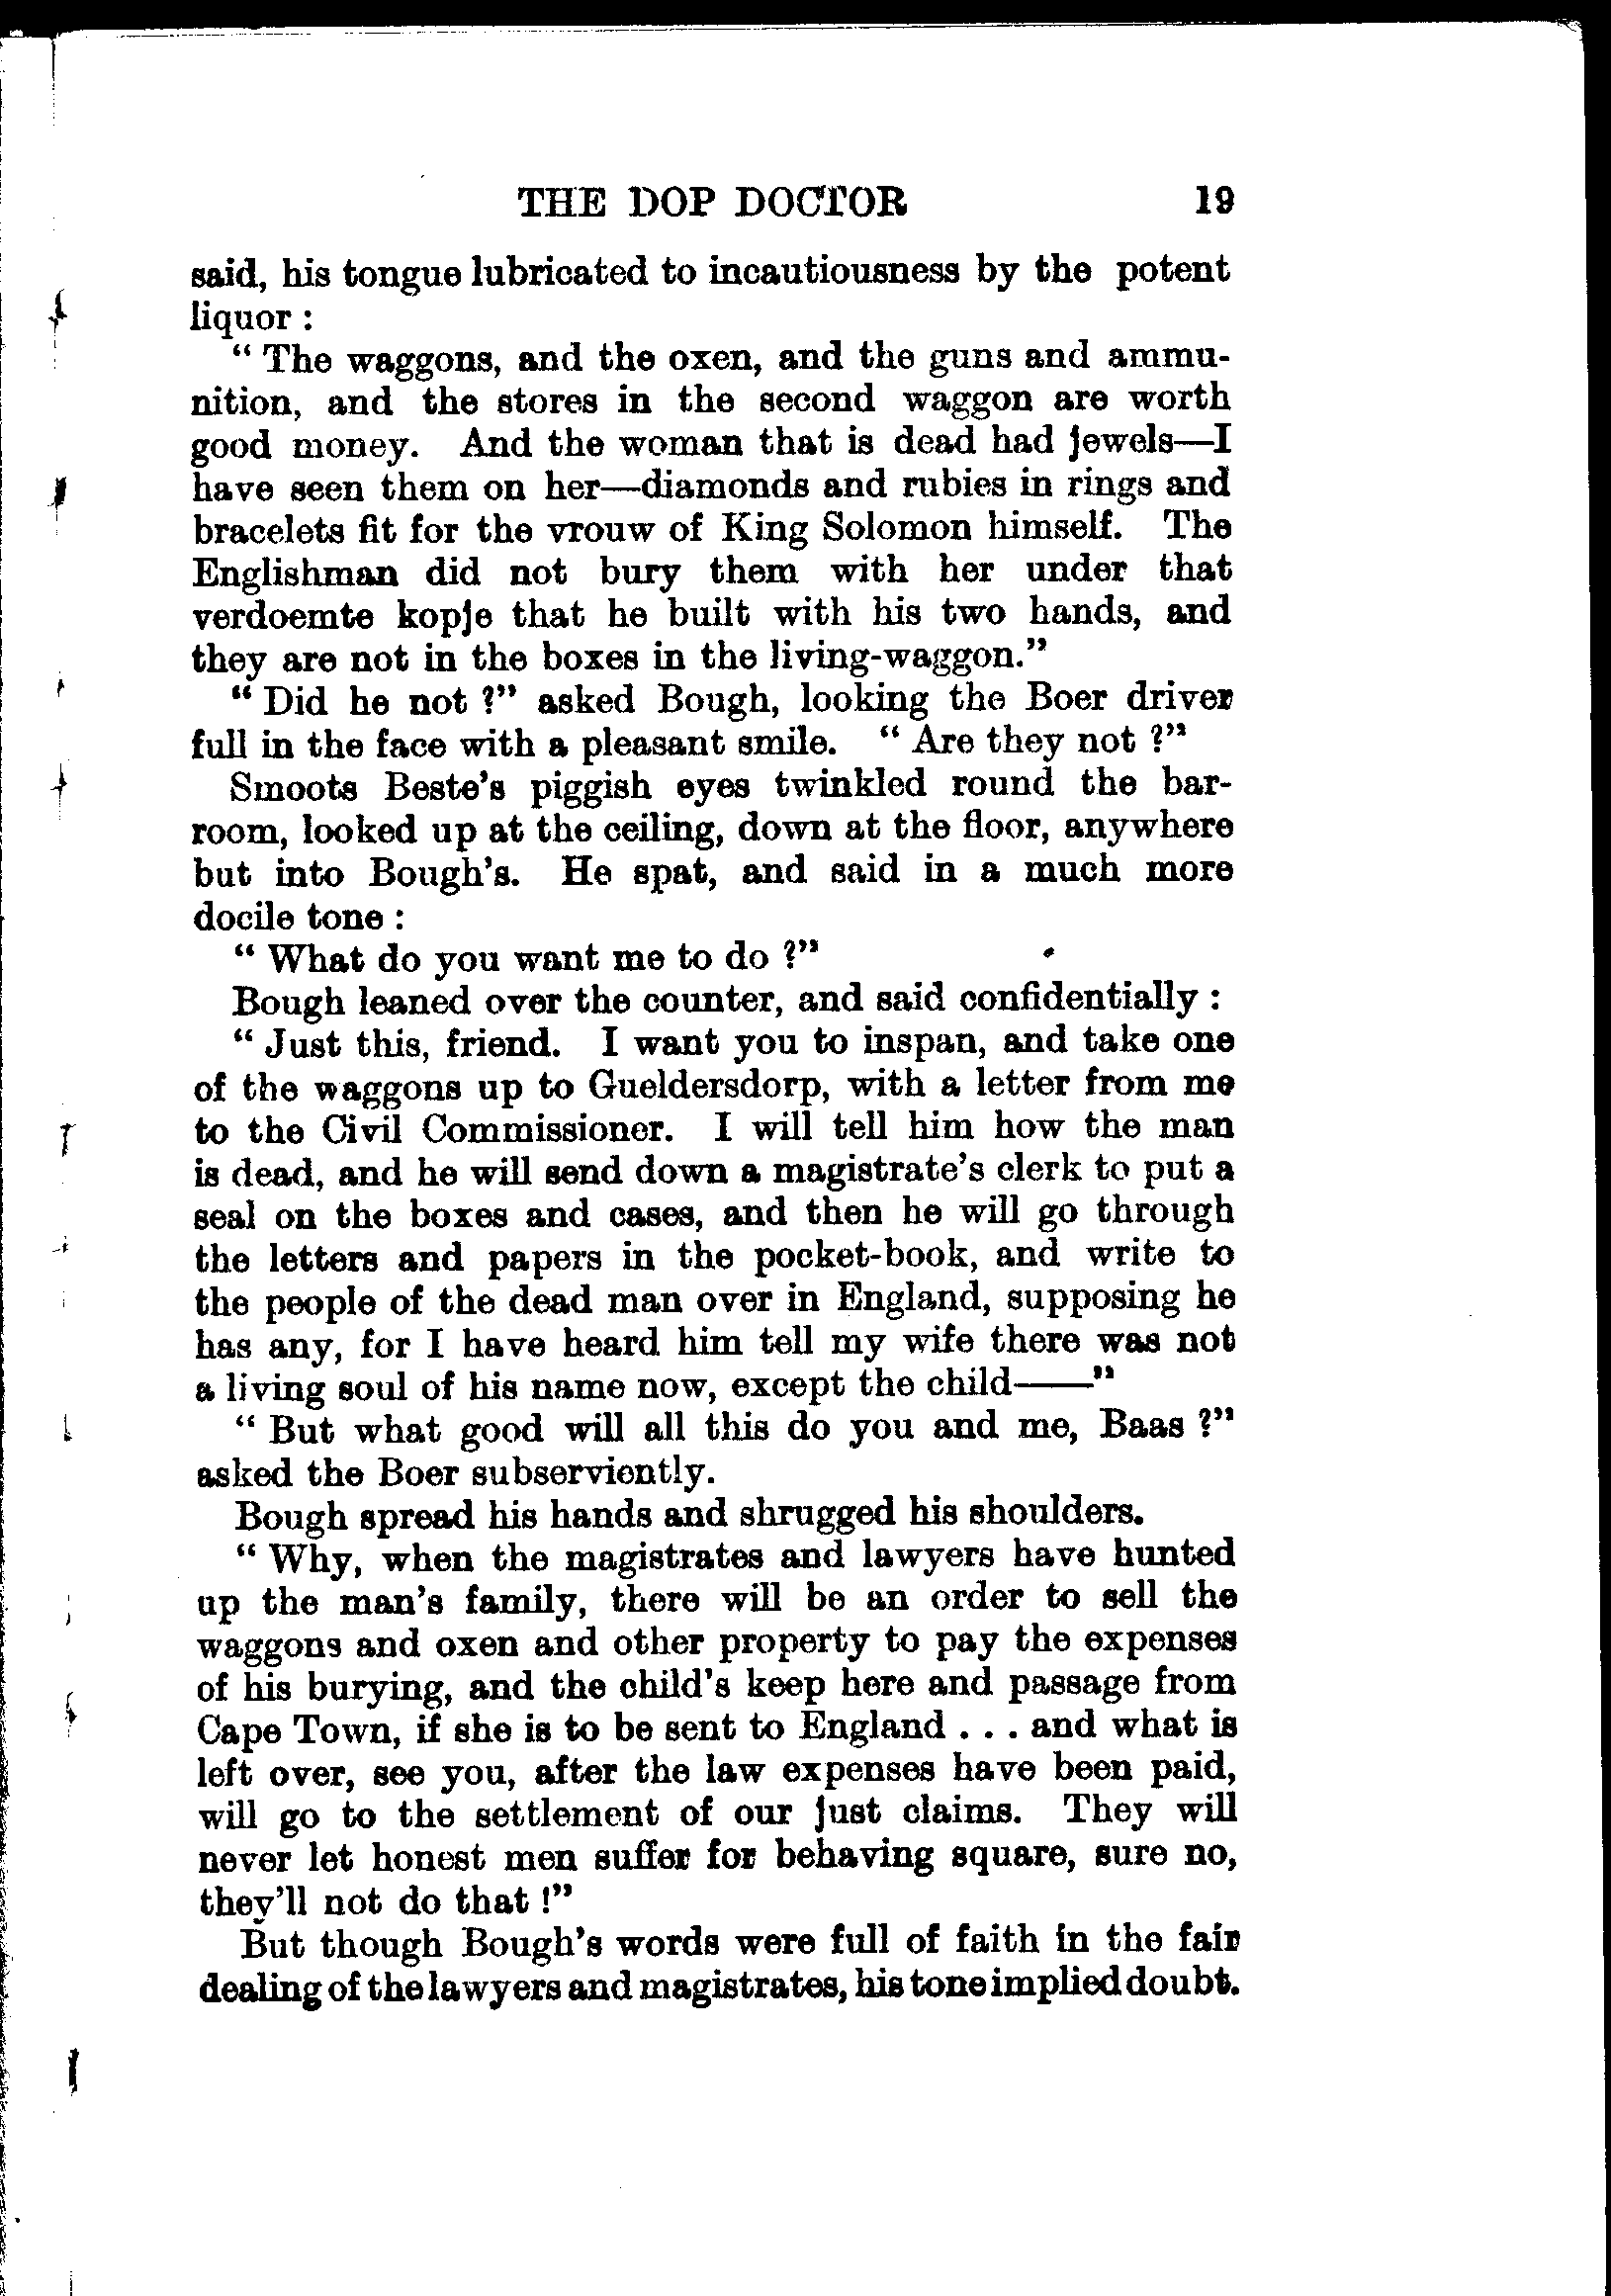 THE DOP DOCTOR 19
said, his tongue lubricated to incautiousness by the potent
liquor :
“ The waggons, and the oxen, and the guns and ammu-
nition, and the stores in the second waggon are worth
good money. And the woman that is dead had jewels—I
have seen them on her—diamonds and rubies in rings and
bracelets fit for the vrouw of King Solomon himself. The
Englishman did not bury them with her under that
verdoemte kopje that he built with his two hands, and
they are not in the boxes in the living-waggon.”
“ Did he not ?” asked Bough, looking the Boer driver
full in the face with a pleasant smile. “ Are they not ?”
Smoots Beste’s piggish eyes twinkled round the bar-
room, looked up at the ceiling, down at the floor, anywhere
but into Bough’s. He spat, and said in a much more
docile tone :
“ What do you want me to do ?”
Bough leaned over the counter, and said confidentially :
“ Just this, friend. I want you to inspan, and take one
of the waggons up to Gueldersdorp, with a letter from me
to the Civil Commissioner. I will tell him how the man
is dead, and he will send down a magistrate’s clerk to put a
seal on the boxes and cases, and then he will go through
the letters and papers in the pocket-book, and write to
the people of the dead man over in England, supposing he
has any, for I have heard him tell my wife there was not
a living soul of his name now, except the child——”
“ But what good will all this do you and me, Baas ?”
asked the Boer subserviently.
Bough spread his hands and shrugged his shoulders.
“ Why, when the magistrates and lawyers have hunted
up the man’s family, there will be an order to sell the
waggons and oxen and other property to pay the expenses
of his burying, and the child’s keep here and passage from
Cape Town, if she is to be sent to England . . . and what is
left over, see you, after the law expenses have been paid,
will go to the settlement of our just claims. They will
never let honest men suffer for behaving square, sure no,
they’ll not do that !”
But though Bough’s words were full of faith in the fair
dealing of the lawyers and magistrates, his tone implied doubt.